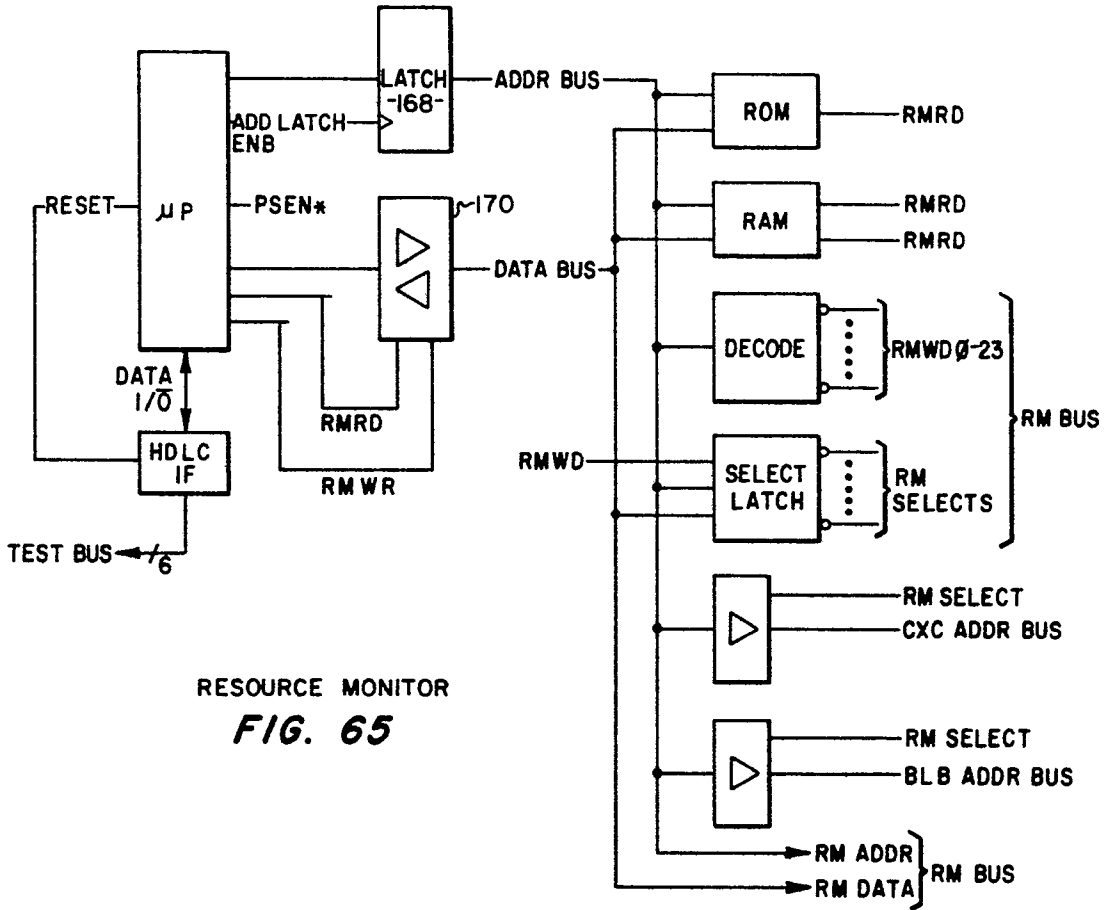 LATCH
-168-
ADDR BUS
ADD LATCH
ENB
RESET
μP
PSEN*
170
DATA BUS
DATA
I/O̅
RMRD
RMWR
HDLC
IF
TEST BUS
6
ROM
RMRD
RAM
RMRD
RMRD
DECODE
RMWD0-23
RM BUS
RMWD
SELECT
LATCH
RM
SELECTS
RM SELECT
CXC ADDR BUS
RM SELECT
BLB ADDR BUS
RM ADDR
RM DATA
RM BUS
RESOURCE MONITOR
FIG. 65